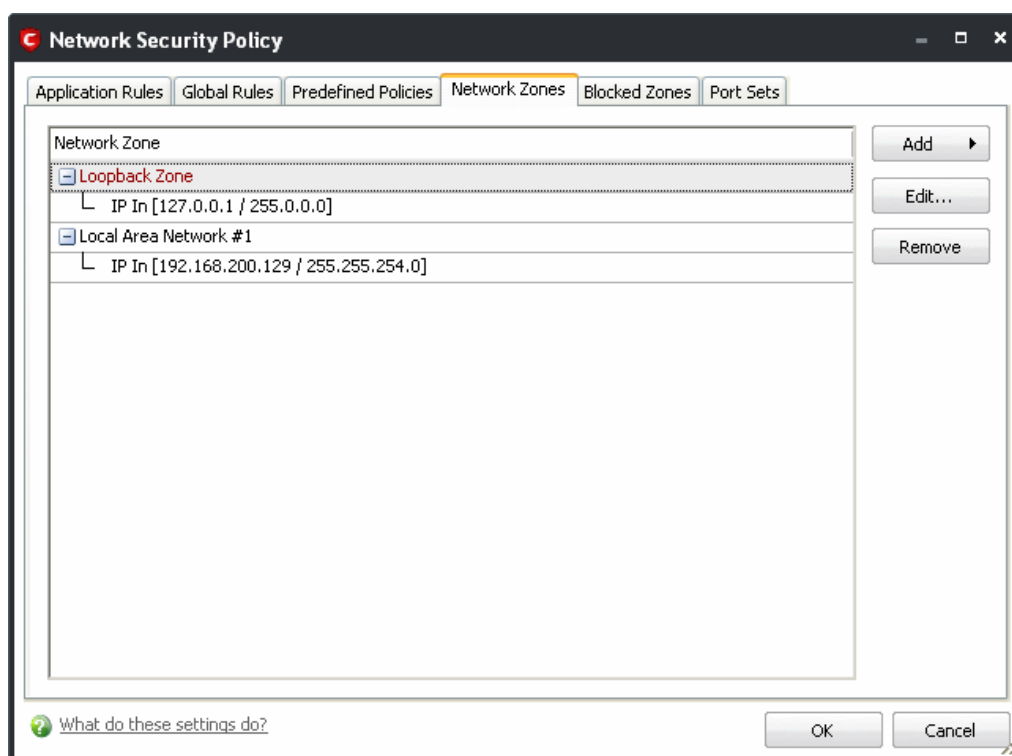 Network Security Policy
Application Rules Global Rules Predefined Policies Network Zones Blocked Zones Port Sets
Network Zone
Add
Loopback Zone
IP In [127.0.0.1 / 255.0.0.0]
Edit...
Local Area Network #1
Remove
IP In [192.168.200.129 / 255.255.254.0]
What do these settings do?
OK
Cancel